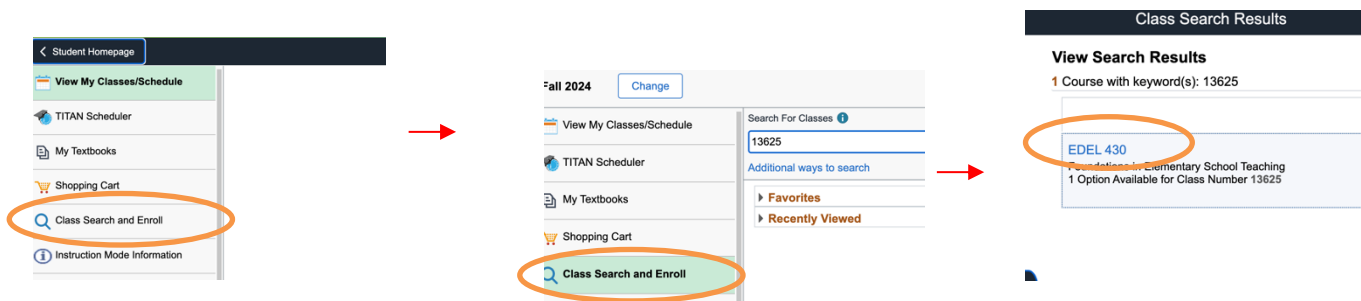 Student Homepage
View My Classes/Schedule
TITAN Scheduler
My Textbooks
Shopping Cart
Class Search and Enroll
Instruction Mode Information
Fall 2024
Change
View My Classes/Schedule
TITAN Scheduler
My Textbooks
Shopping Cart
Class Search and Enroll
Search For Classes
13625
Additional ways to search
Favorites
Recently Viewed
Class Search Results
View Search Results
1 Course with keyword(s): 13625
EDEL 430
Foundations in Elementary School Teaching
1 Option Available for Class Number 13625